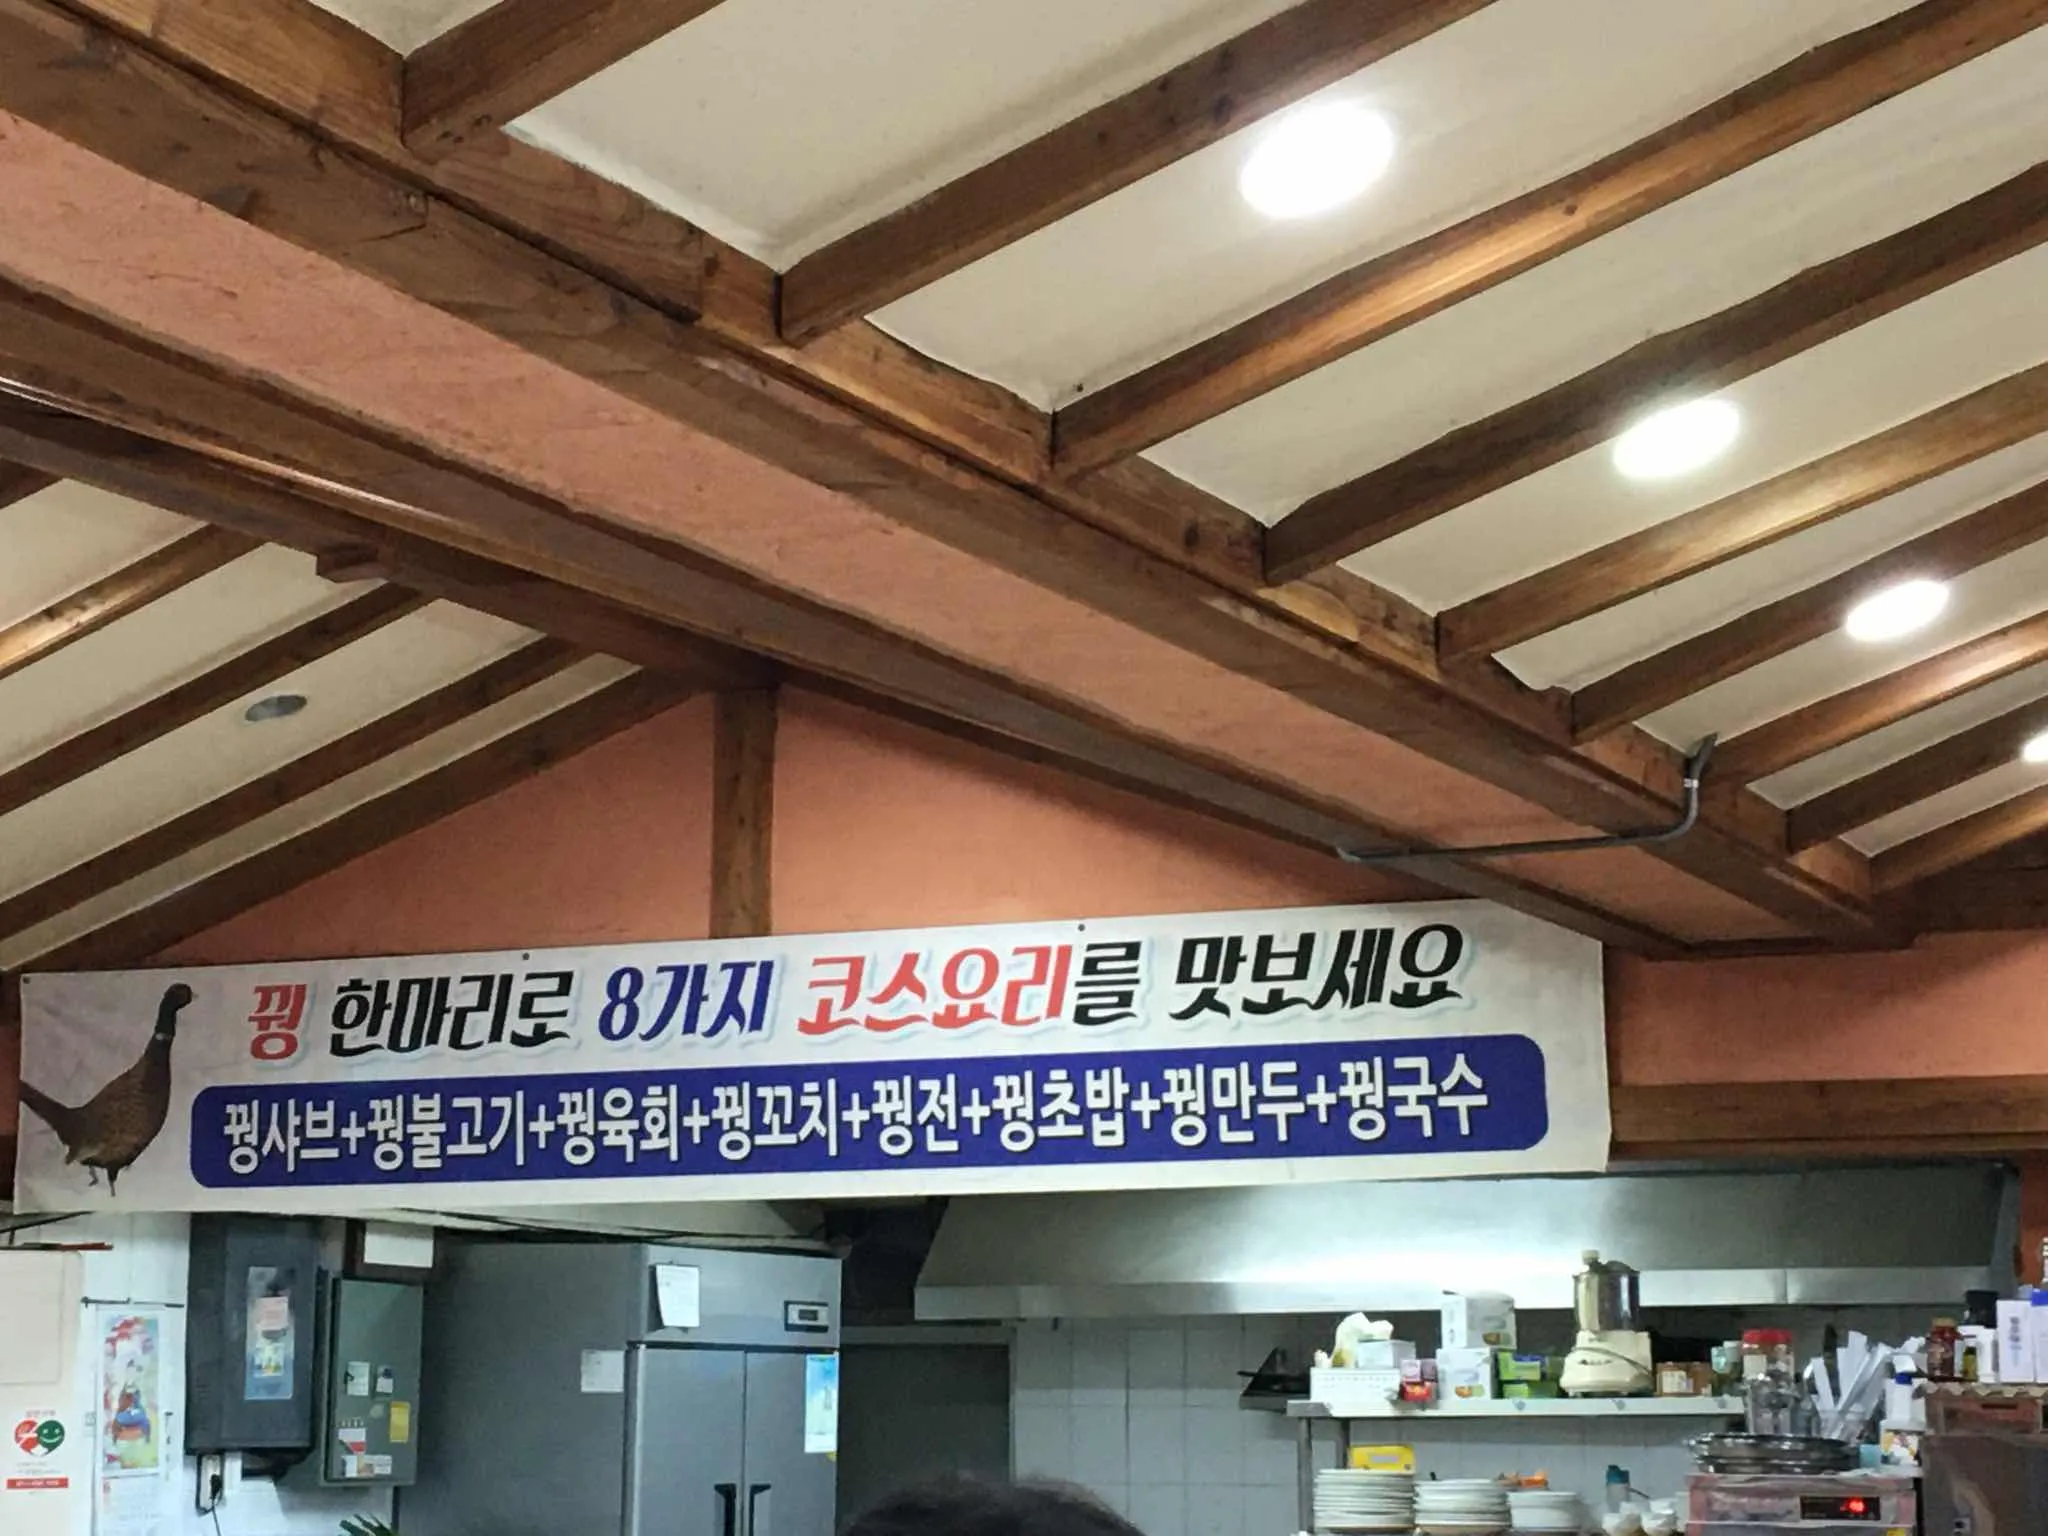 꿩 한마리로 8가지 코스요리를 맛보세요
꿩샤브+꿩불고기+꿩육회+꿩꼬치+꿩전+꿩초밥+꿩만두+꿩국수